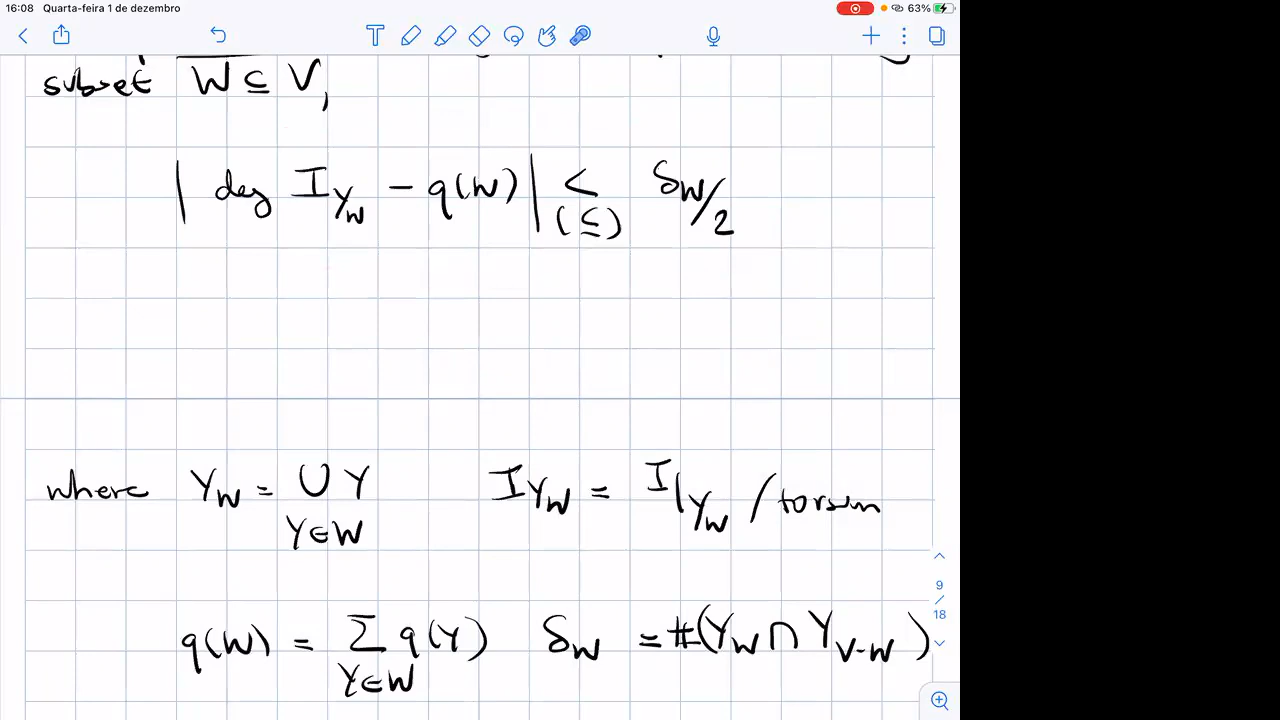 16:08 Quarta-feira 1 de dezembro 63%
subset W ⊆ V,
| deg I_{Y_W} - q(W) | < (≤) δ_W/2
where Y_W = ∪_{Y∈W} Y I_{Y_W} = I|_{Y_W} / torsion
9
/
18
q(W) = Σ_{Y∈W} q(Y) δ_W = #(Y_W ∩ Y_{V-W})